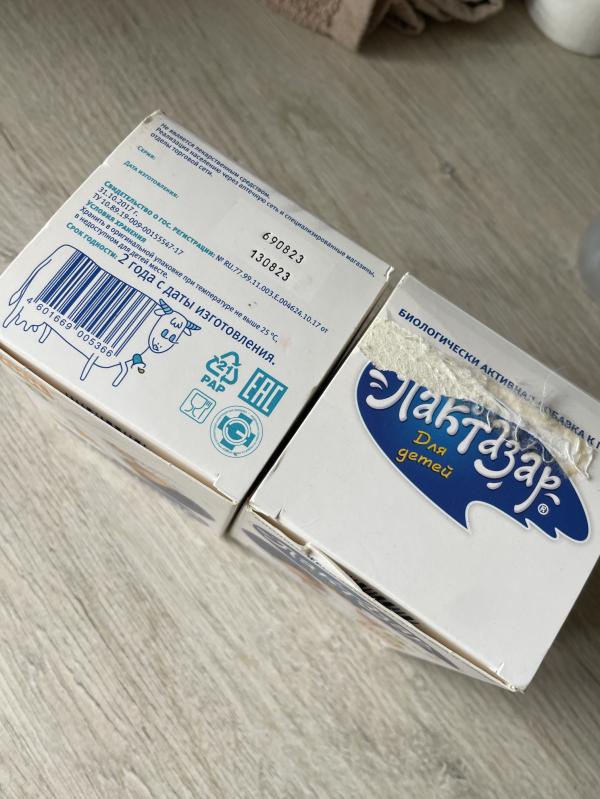 Не является лекарственным средством.
Реализация населению через аптечную сеть и специализированные магазины,
отделы торговой сети.
Серия:
690823
Дата изготовления:
130823
Свидетельство о гос. регистрации: № RU.77.99.11.003.E.004624.10.17 от
31.10.2017 г.
ТУ 10.89.19-009-00155547-17
Условия хранения
Хранить в оригинальной упаковке при температуре не выше 25 °С,
в недоступном для детей месте.
Срок годности: 2 года с даты изготовления.
4 601669 005366
21
PAP
EAC
БИОЛОГИЧЕСКИ АКТИВНАЯ ДОБАВКА К
Лактазар
Для
детей
®